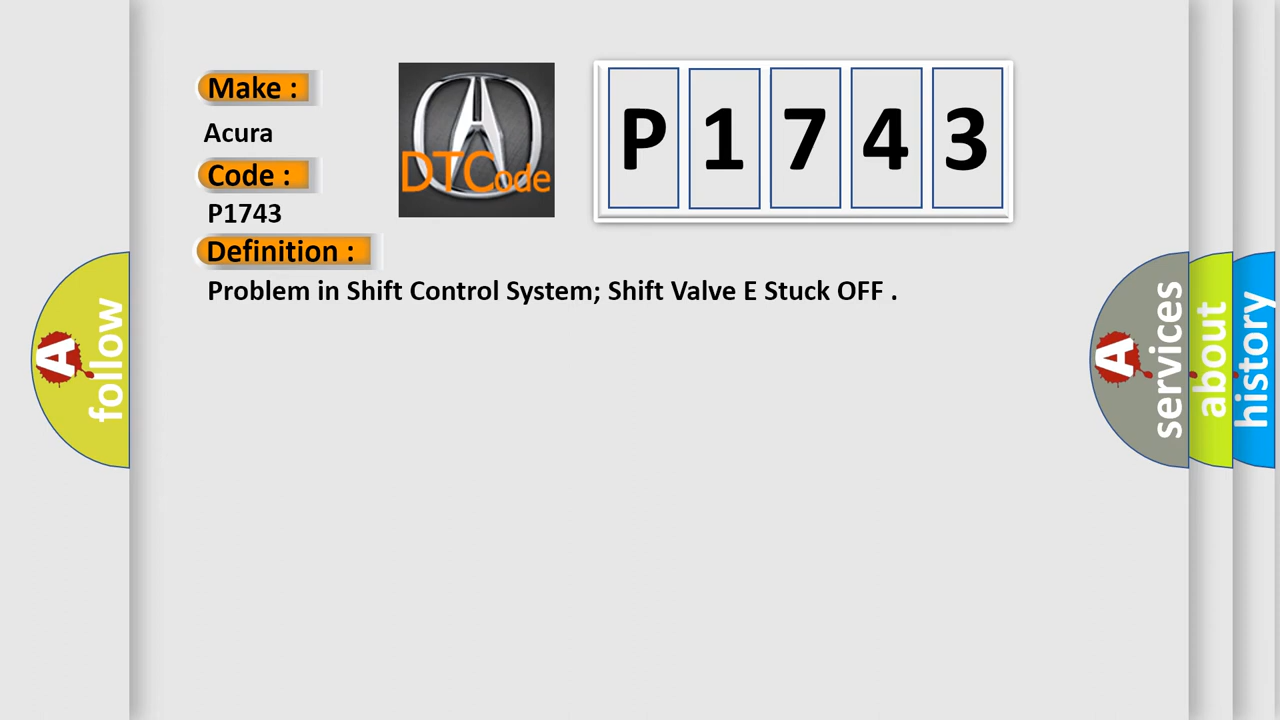 Make :
Acura
Code :
P1743
Definition :
Problem in Shift Control System; Shift Valve E Stuck OFF .
DTCode
P 1 7 4 3
A
follow
A
services
about
history